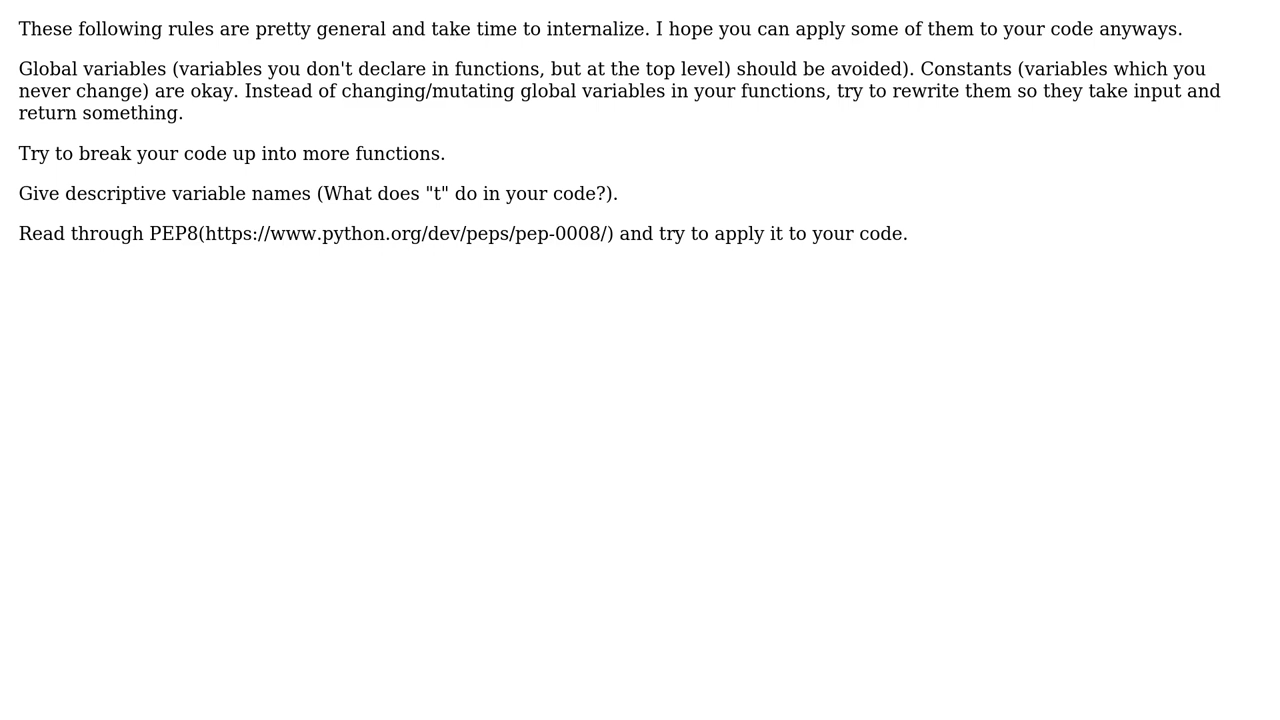 These following rules are pretty general and take time to internalize. I hope you can apply some of them to your code anyways.
Global variables (variables you don't declare in functions, but at the top level) should be avoided). Constants (variables which you
never change) are okay. Instead of changing/mutating global variables in your functions, try to rewrite them so they take input and
return something.
Try to break your code up into more functions.
Give descriptive variable names (What does "t" do in your code?).
Read through PEP8(https://www.python.org/dev/peps/pep-0008/) and try to apply it to your code.